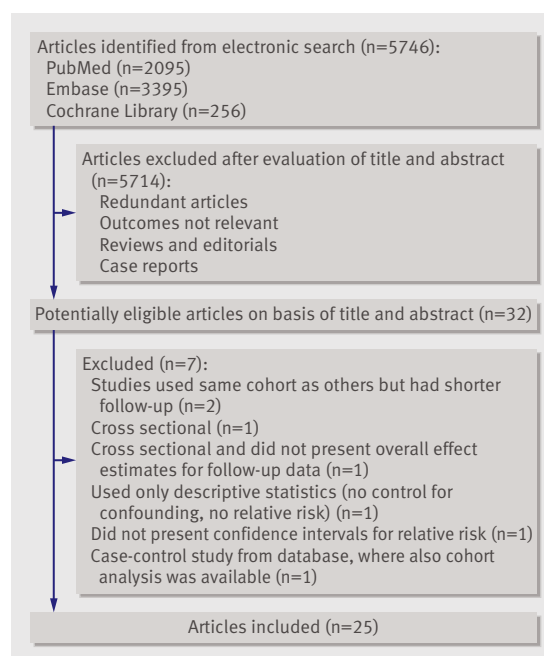 Articles identified from electronic search (n=5746):
PubMed (n=2095)
Embase (n=3395)
Cochrane Library (n=256)
Articles excluded after evaluation of title and abstract
(n=5714):
Redundant articles
Outcomes not relevant
Reviews and editorials
Case reports
Potentially eligible articles on basis of title and abstract (n=32)
Excluded (n=7):
Studies used same cohort as others but had shorter
follow-up (n=2)
Cross sectional (n=1)
Cross sectional and did not present overall effect
estimates for follow-up data (n=1)
Used only descriptive statistics (no control for
confounding, no relative risk) (n=1)
Did not present confidence intervals for relative risk (n=1)
Case-control study from database, where also cohort
analysis was available (n=1)
Articles included (n=25)